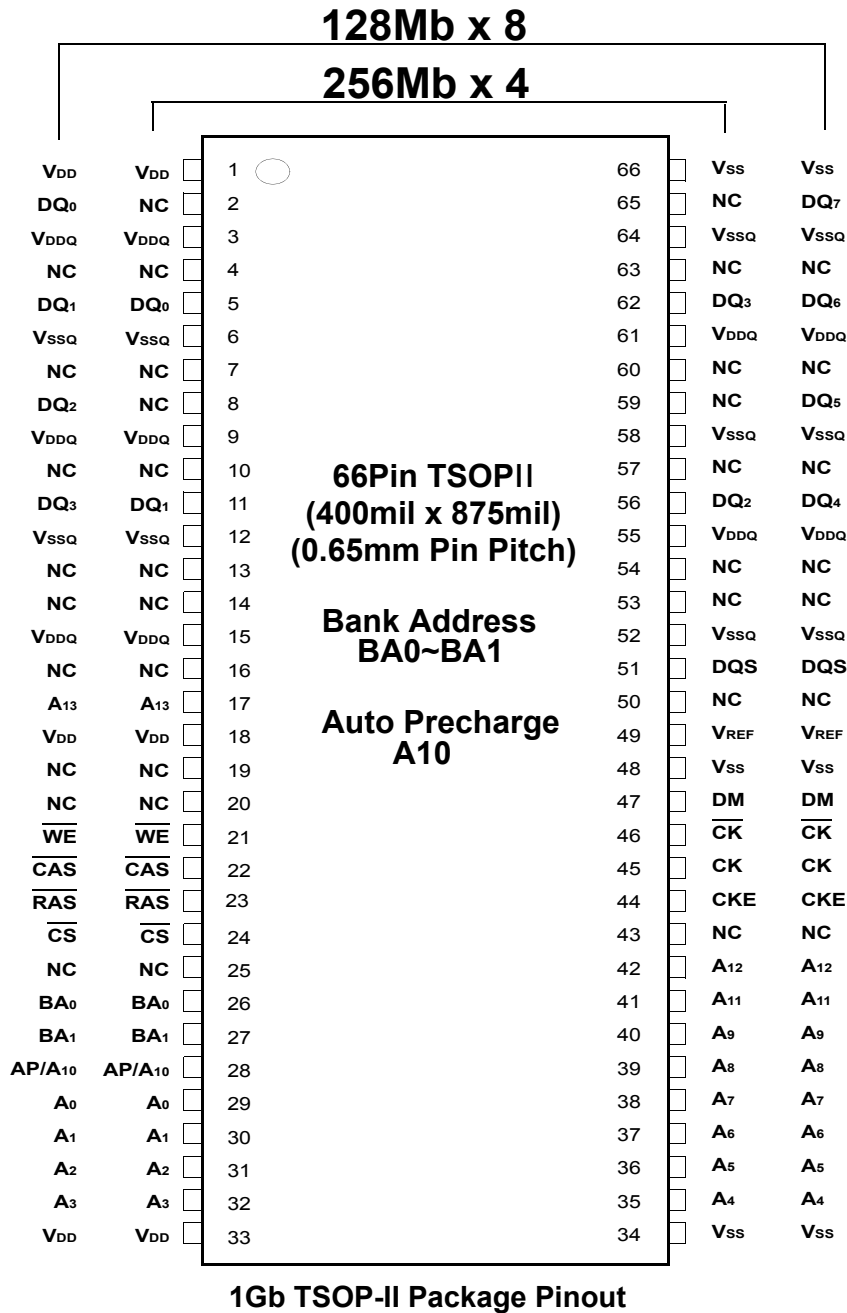 128Mb x 8
256Mb x 4
VDD VDD 1 66 VSS VSS
DQ0 NC 2 65 NC DQ7
VDDQ VDDQ 3 64 VSSQ VSSQ
NC NC 4 63 NC NC
DQ1 DQ0 5 62 DQ3 DQ6
VSSQ VSSQ 6 61 VDDQ VDDQ
NC NC 7 60 NC NC
DQ2 NC 8 59 NC DQ5
VDDQ VDDQ 9 58 VSSQ VSSQ
NC NC 10 57 NC NC
DQ3 DQ1 11 56 DQ2 DQ4
VSSQ VSSQ 12 55 VDDQ VDDQ
NC NC 13 54 NC NC
NC NC 14 53 NC NC
VDDQ VDDQ 15 52 VSSQ VSSQ
NC NC 16 51 DQS DQS
A13 A13 17 50 NC NC
VDD VDD 18 49 VREF VREF
NC NC 19 48 VSS VSS
NC NC 20 47 DM DM
W̅E̅ W̅E̅ 21 46 C̅K̅ C̅K̅
C̅A̅S̅ C̅A̅S̅ 22 45 CK CK
R̅A̅S̅ R̅A̅S̅ 23 44 CKE CKE
C̅S̅ C̅S̅ 24 43 NC NC
NC NC 25 42 A12 A12
BA0 BA0 26 41 A11 A11
BA1 BA1 27 40 A9 A9
AP/A10 AP/A10 28 39 A8 A8
A0 A0 29 38 A7 A7
A1 A1 30 37 A6 A6
A2 A2 31 36 A5 A5
A3 A3 32 35 A4 A4
VDD VDD 33 34 VSS VSS
66Pin TSOPII
(400mil x 875mil)
(0.65mm Pin Pitch)
Bank Address
BA0~BA1
Auto Precharge
A10
1Gb TSOP-II Package Pinout